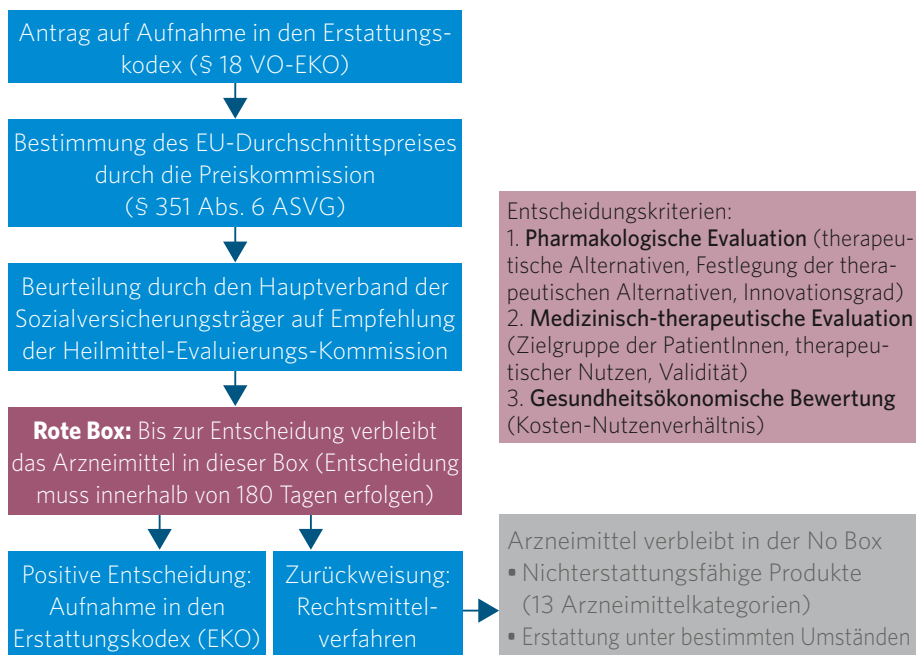 Antrag auf Aufnahme in den Erstattungs-
kodex (§ 18 VO-EKO)
Bestimmung des EU-Durchschnittspreises
durch die Preiskommission
(§ 351 Abs. 6 ASVG)
Beurteilung durch den Hauptverband der
Sozialversicherungsträger auf Empfehlung
der Heilmittel-Evaluierungs-Kommission
Rote Box: Bis zur Entscheidung verbleibt
das Arzneimittel in dieser Box (Entscheidung
muss innerhalb von 180 Tagen erfolgen)
Positive Entscheidung:
Aufnahme in den
Erstattungskodex (EKO)
Zurückweisung:
Rechtsmittel-
verfahren
Entscheidungskriterien:
1. Pharmakologische Evaluation (therapeu-
tische Alternativen, Festlegung der thera-
peutischen Alternativen, Innovationsgrad)
2. Medizinisch-therapeutische Evaluation
(Zielgruppe der PatientInnen, therapeu-
tischer Nutzen, Validität)
3. Gesundheitsökonomische Bewertung
(Kosten-Nutzenverhältnis)
Arzneimittel verbleibt in der No Box
▪ Nichterstattungsfähige Produkte
(13 Arzneimittelkategorien)
▪ Erstattung unter bestimmten Umständen